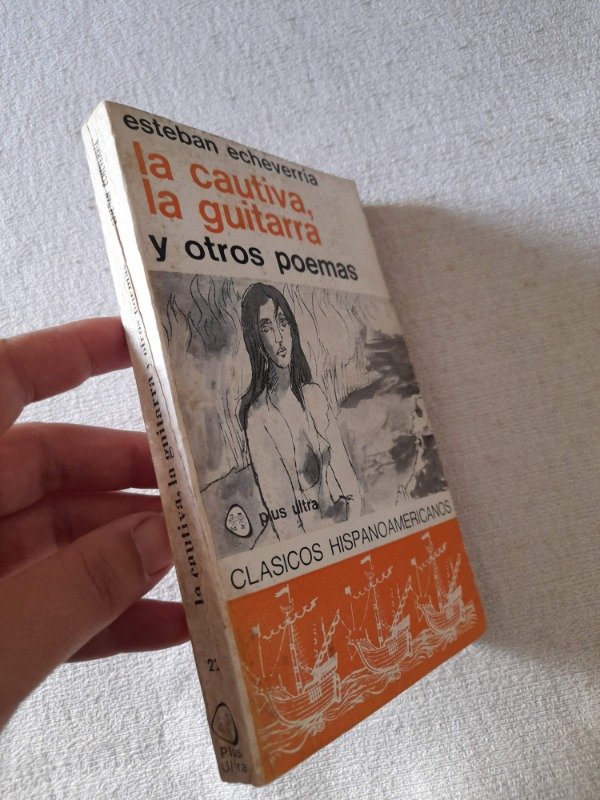 esteban echeverría
la cautiva,
la guitarra
y otros poemas
plus ultra
CLASICOS HISPANOAMERICANOS
la cautiva, la guitarra y otros poemas
plus
ultra